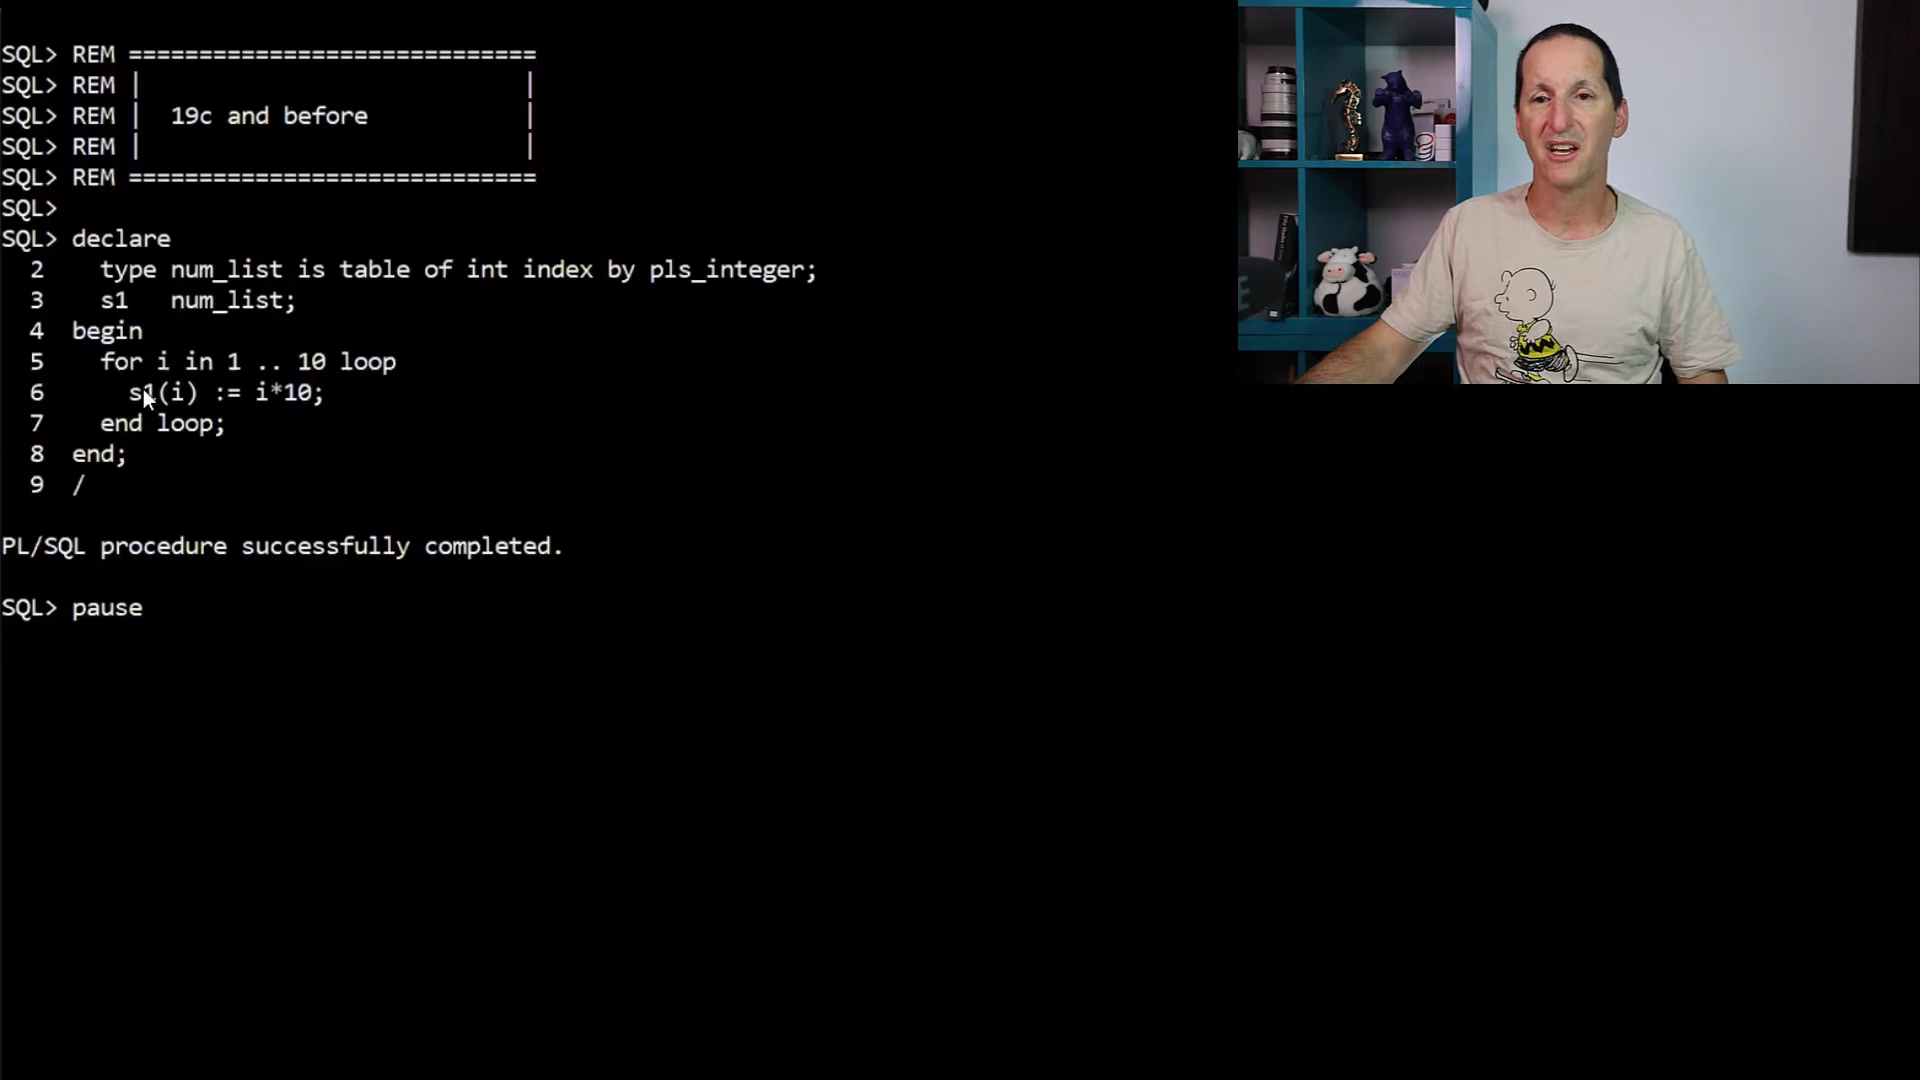 SQL> REM =============================
SQL> REM |                            |
SQL> REM |  19c and before            |
SQL> REM |                            |
SQL> REM =============================
SQL>
SQL> declare
  2    type num_list is table of int index by pls_integer;
  3    s1   num_list;
  4  begin
  5    for i in 1 .. 10 loop
  6      s1(i) := i*10;
  7    end loop;
  8  end;
  9  /
PL/SQL procedure successfully completed.
SQL> pause